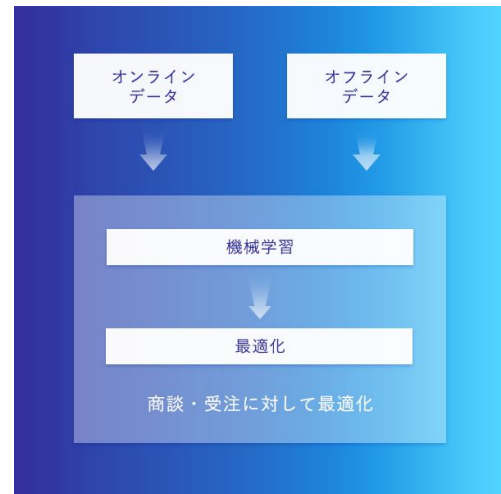 オンライン
データ
オフライン
データ
機械学習
最適化
商談・受注に対して最適化